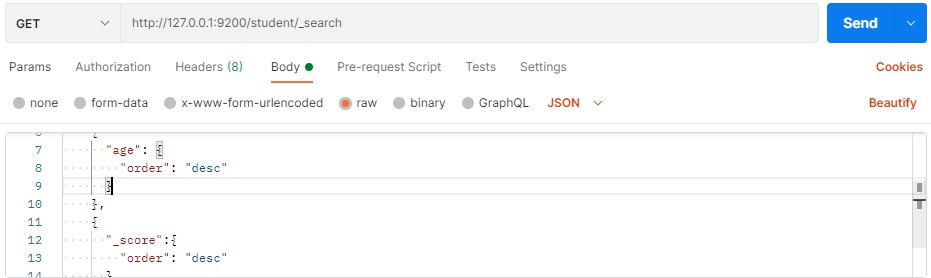 GET http://127.0.0.1:9200/student/_search Send
Params Authorization Headers (8) Body Pre-request Script Tests Settings Cookies
none form-data x-www-form-urlencoded raw binary GraphQL JSON Beautify
6 {
7 "age": {
8 "order": "desc"
9 }
10 },
11 {
12 "_score":{
13 "order": "desc"
14 }